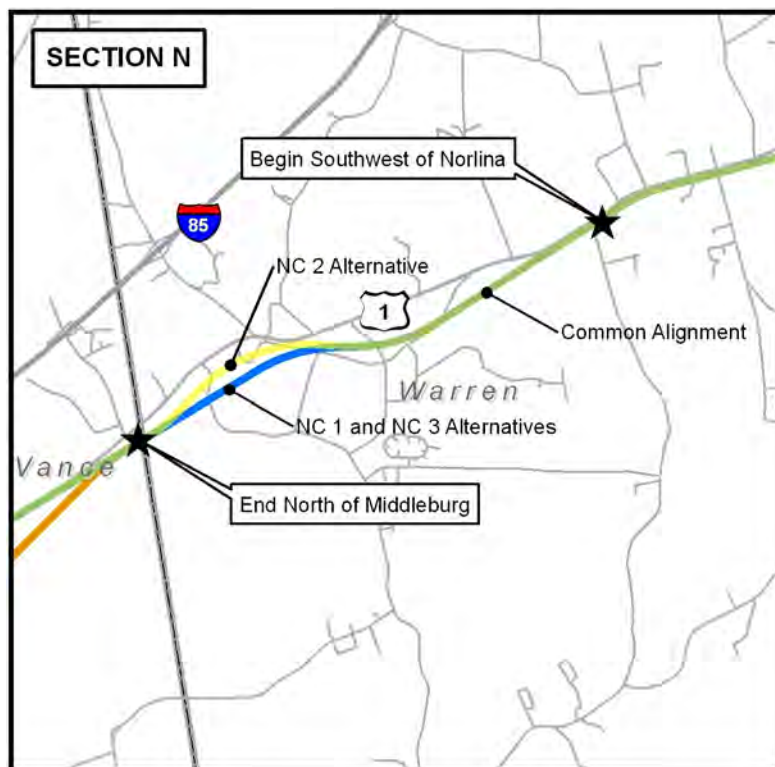 SECTION N
Begin Southwest of Norlina
85
NC 2 Alternative
1
Common Alignment
Warren
NC 1 and NC 3 Alternatives
Vance
End North of Middleburg